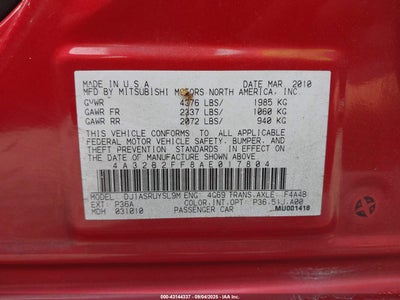 MADE IN U.S.A DATE MAR. 2010
MFD BY MITSUBISHI MOTORS NORTH AMERICA, INC
GVWR 4376 LBS/ 1985 KG
GAWR FR 2337 LBS/ 1060 KG
GAWR RR 2072 LBS/ 940 KG
THIS VEHICLE CONFORMS TO ALL APPLICABLE
FEDERAL MOTOR VEHICLE SAFETY, BUMPER, AND
THEFT PREVENTION STANDARDS IN EFFECT ON
THE DATE OF MANUFACTURE SHOWN ABOVE
4A32B2FF8AE017804
MODEL DJ1ASRUYSL9M ENG 4G69 TRANS.AXLE F4A4B
EXT: P36A COLOR.INT.OPT P36.51J.A00
MDH 031010 PASSENGER CAR MU001418
IAA
ID: 000-43144337 - 09/04/2025 - IAAI.COM